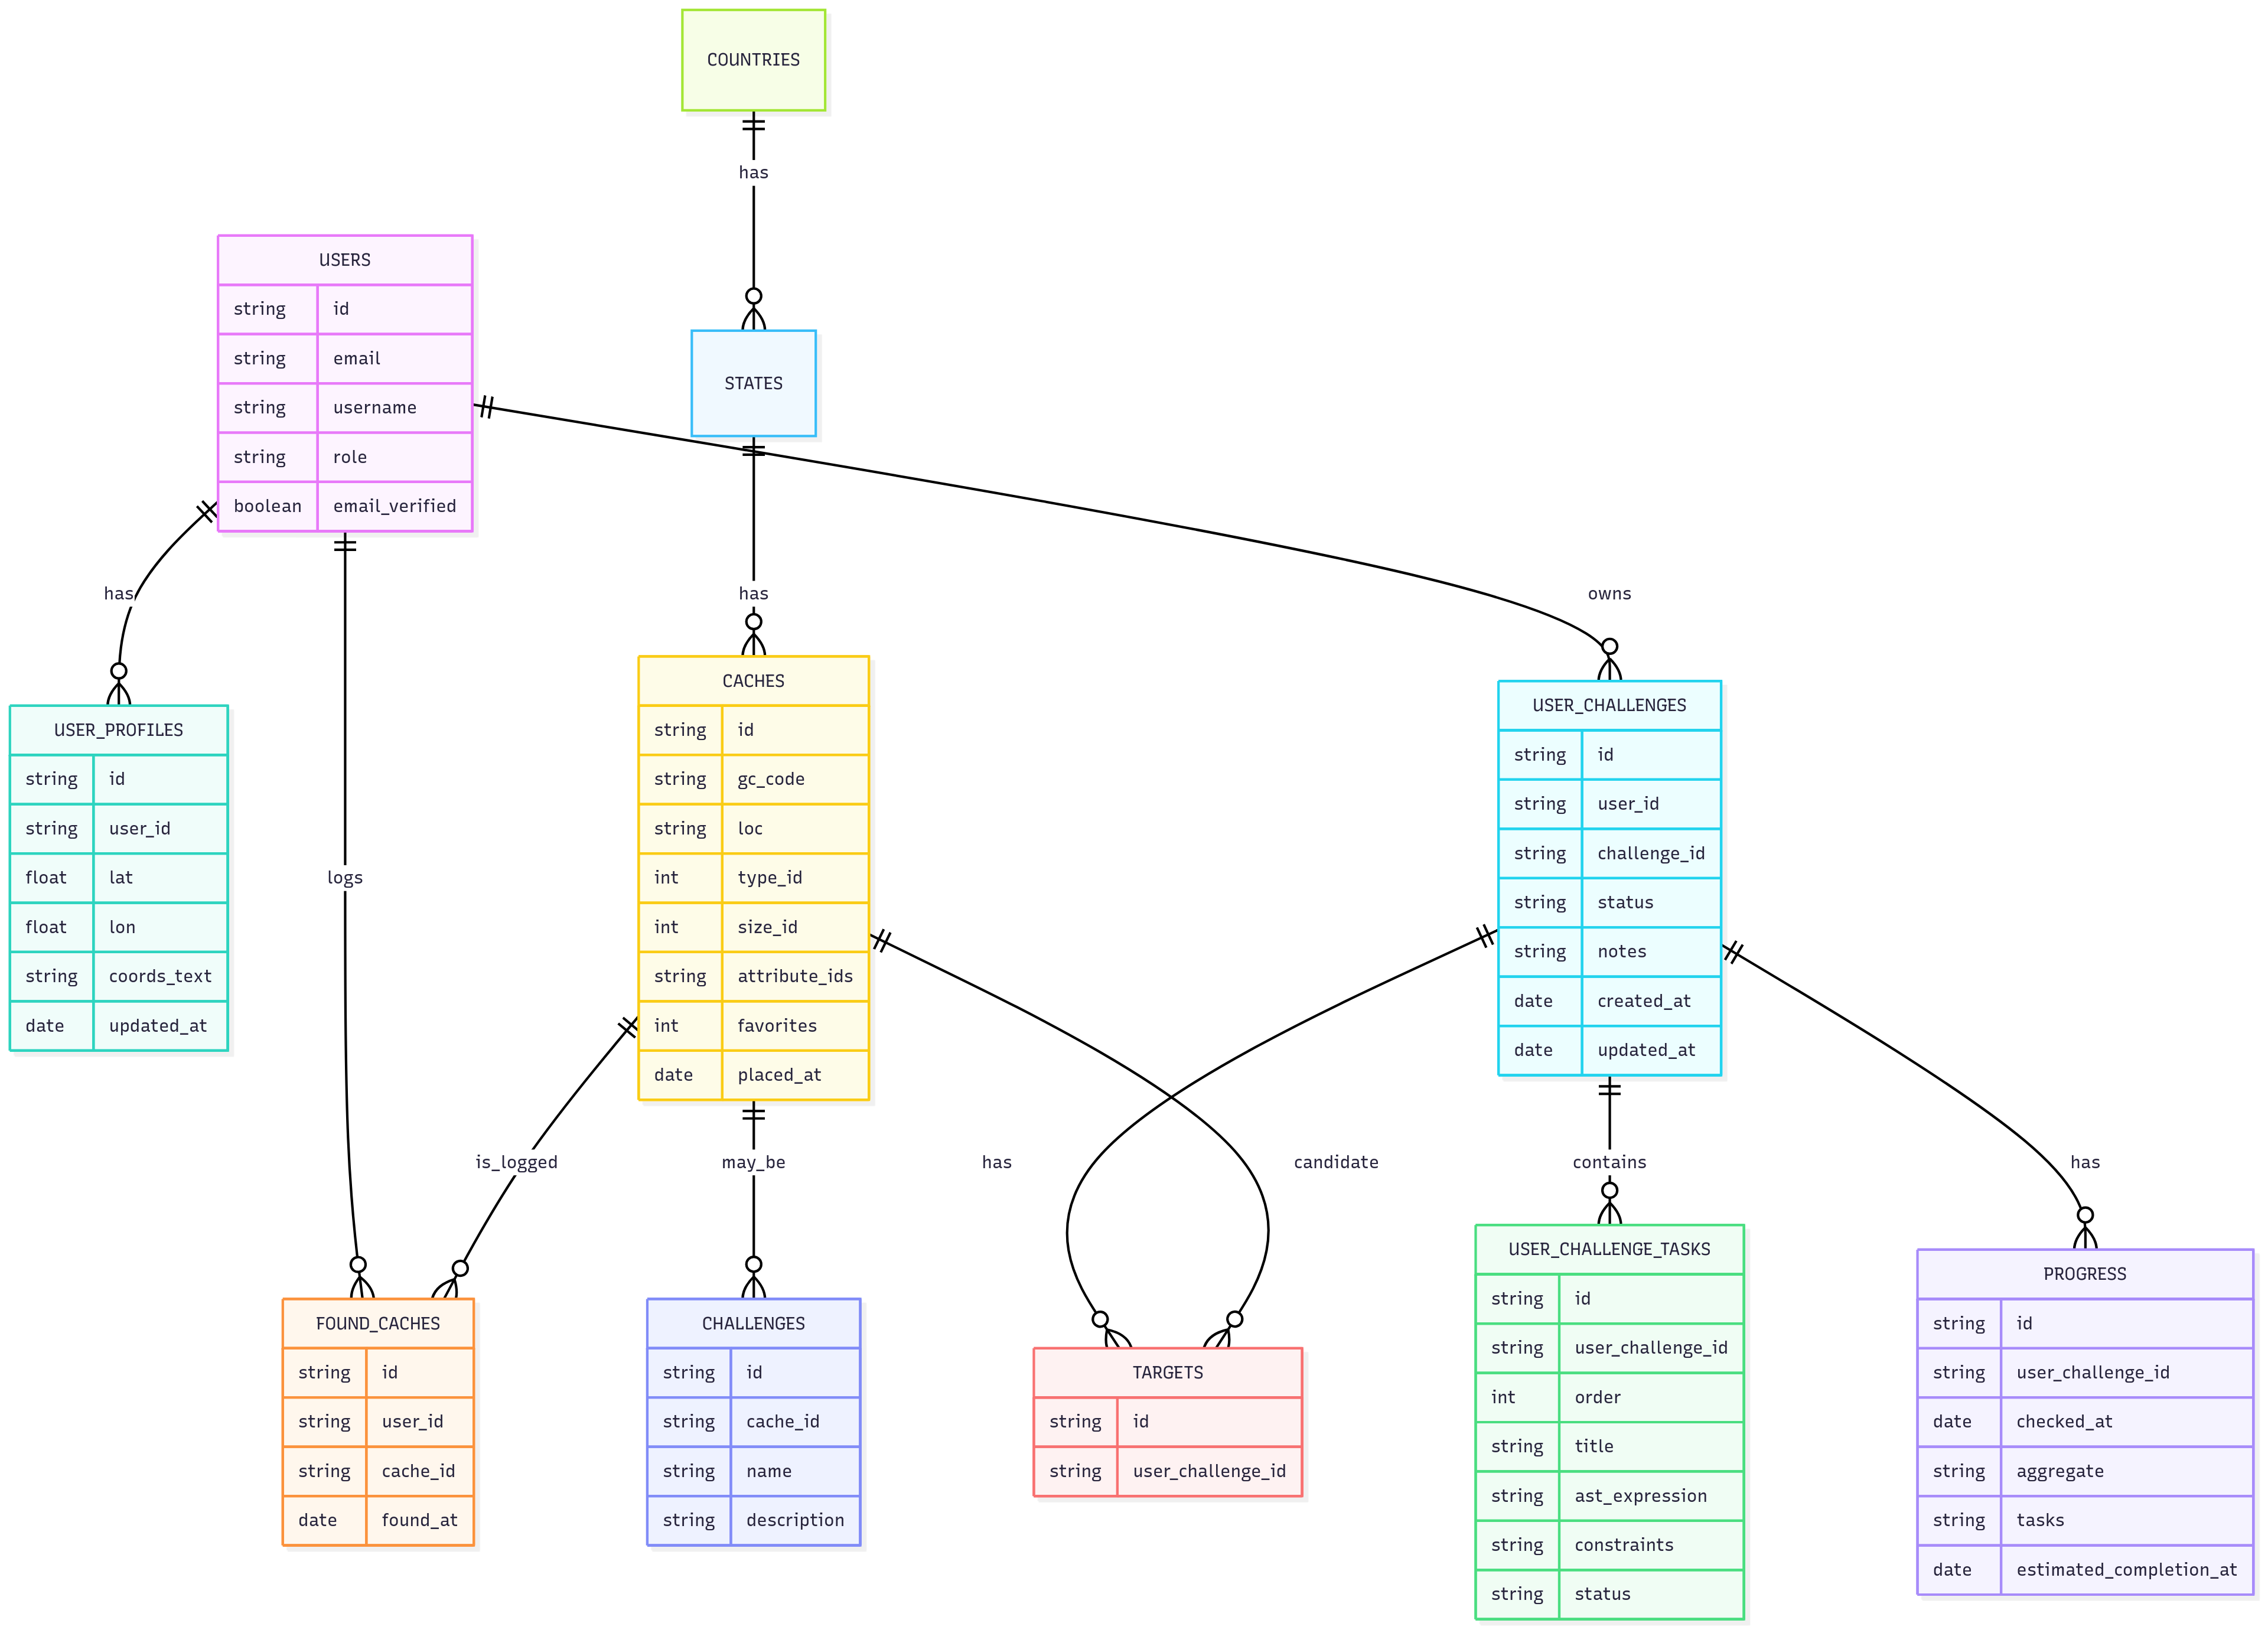 COUNTRIES
has
USERS
string id
string email
string username
string role
boolean email_verified
STATES
has
has
owns
USER_PROFILES
string id
string user_id
float lat
float lon
string coords_text
date updated_at
logs
CACHES
string id
string gc_code
string loc
int type_id
int size_id
string attribute_ids
int favorites
date placed_at
USER_CHALLENGES
string id
string user_id
string challenge_id
string status
string notes
date created_at
date updated_at
is_logged
may_be
has
candidate
contains
has
FOUND_CACHES
string id
string user_id
string cache_id
date found_at
CHALLENGES
string id
string cache_id
string name
string description
TARGETS
string id
string user_challenge_id
USER_CHALLENGE_TASKS
string id
string user_challenge_id
int order
string title
string ast_expression
string constraints
string status
PROGRESS
string id
string user_challenge_id
date checked_at
string aggregate
string tasks
date estimated_completion_at